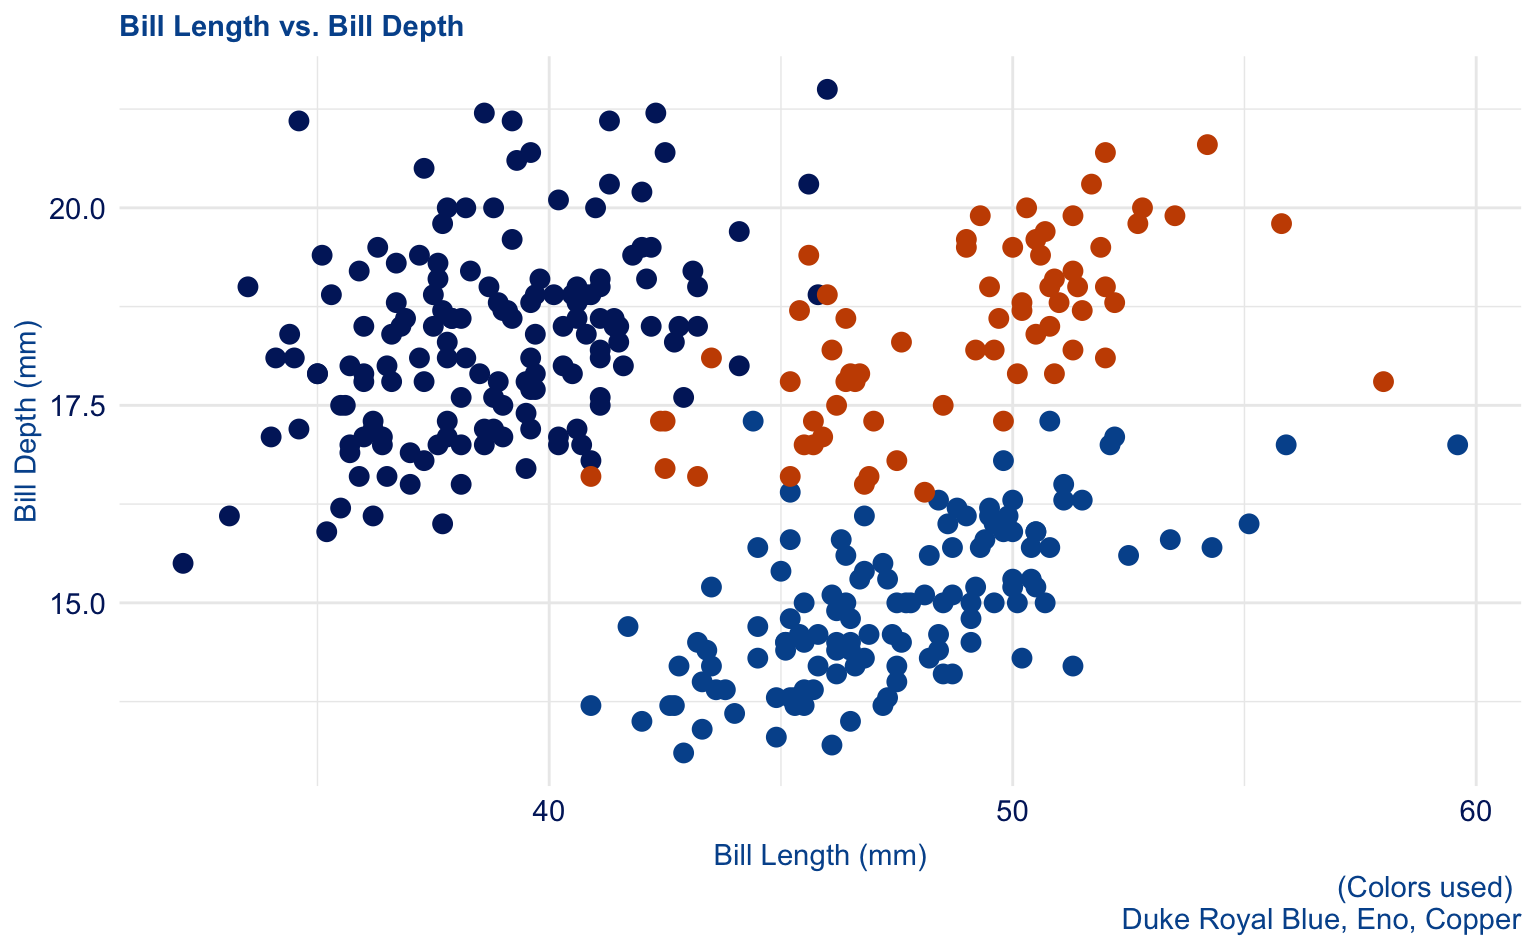 Bill Length vs. Bill Depth
20.0
17.5
15.0
Bill Depth (mm)
40
50
60
Bill Length (mm)
(Colors used)
Duke Royal Blue, Eno, Copper